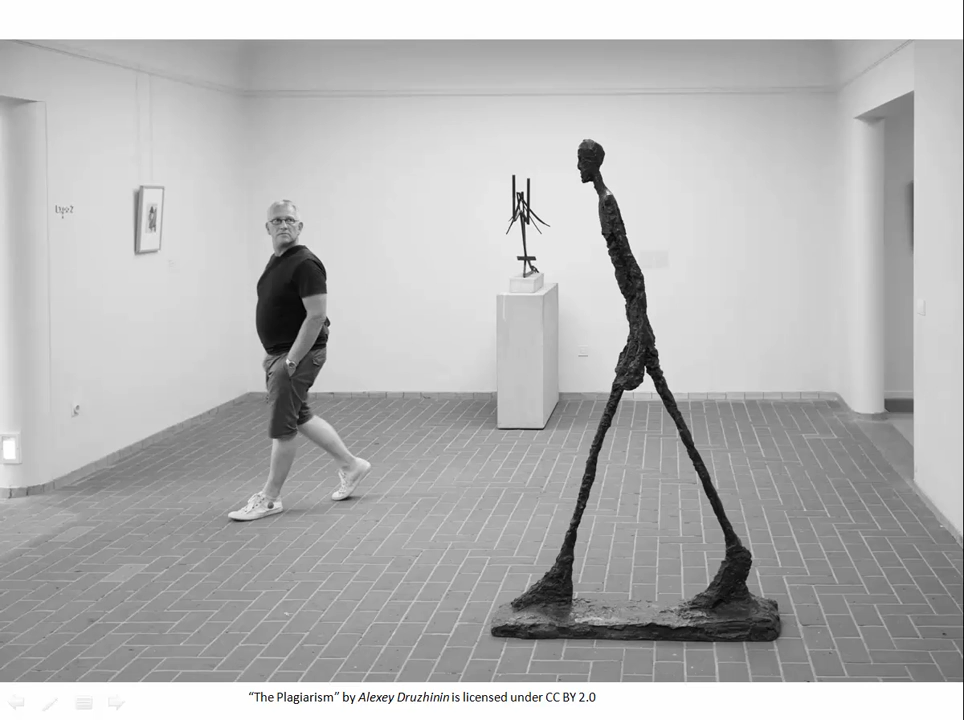 “The Plagiarism” by Alexey Druzhinin is licensed under CC BY 2.0